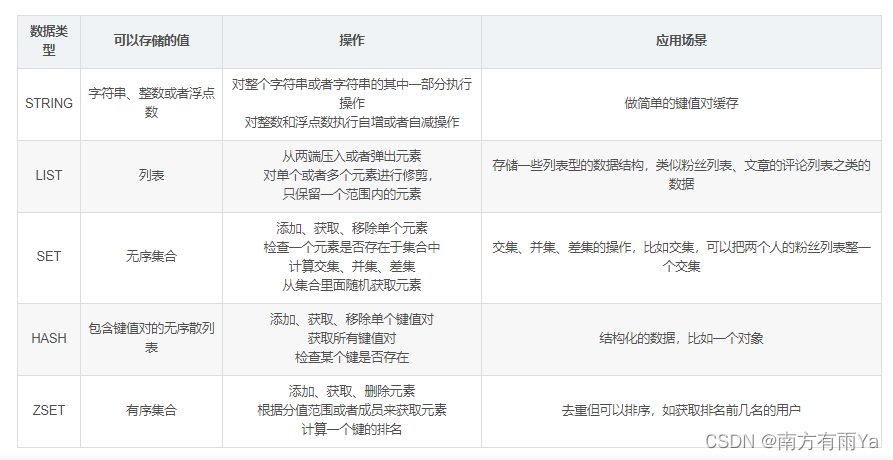 数据类
型
可以存储的值
操作
应用场景
STRING
字符串、整数或者浮点
数
对整个字符串或者字符串的其中一部分执行
操作
对整数和浮点数执行自增或者自减操作
做简单的键值对缓存
LIST
列表
从两端压入或者弹出元素
对单个或者多个元素进行修剪，
只保留一个范围内的元素
存储一些列表型的数据结构，类似粉丝列表、文章的评论列表之类的
数据
SET
无序集合
添加、获取、移除单个元素
检查一个元素是否存在于集合中
计算交集、并集、差集
从集合里面随机获取元素
交集、并集、差集的操作，比如交集，可以把两个人的粉丝列表整一
个交集
HASH
包含键值对的无序散列
表
添加、获取、移除单个键值对
获取所有键值对
检查某个键是否存在
结构化的数据，比如一个对象
ZSET
有序集合
添加、获取、删除元素
根据分值范围或者成员来获取元素
计算一个键的排名
去重但可以排序，如获取排名前几名的用户
CSDN @南方有雨Ya